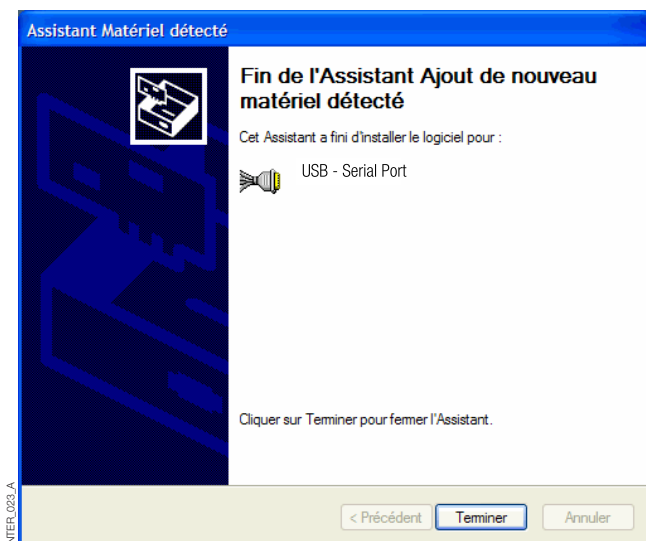 Assistant Matériel détecté
Fin de l'Assistant Ajout de nouveau
matériel détecté
Cet Assistant a fini d'installer le logiciel pour :
USB - Serial Port
Cliquer sur Terminer pour fermer l'Assistant.
< Précédent
Terminer
Annuler